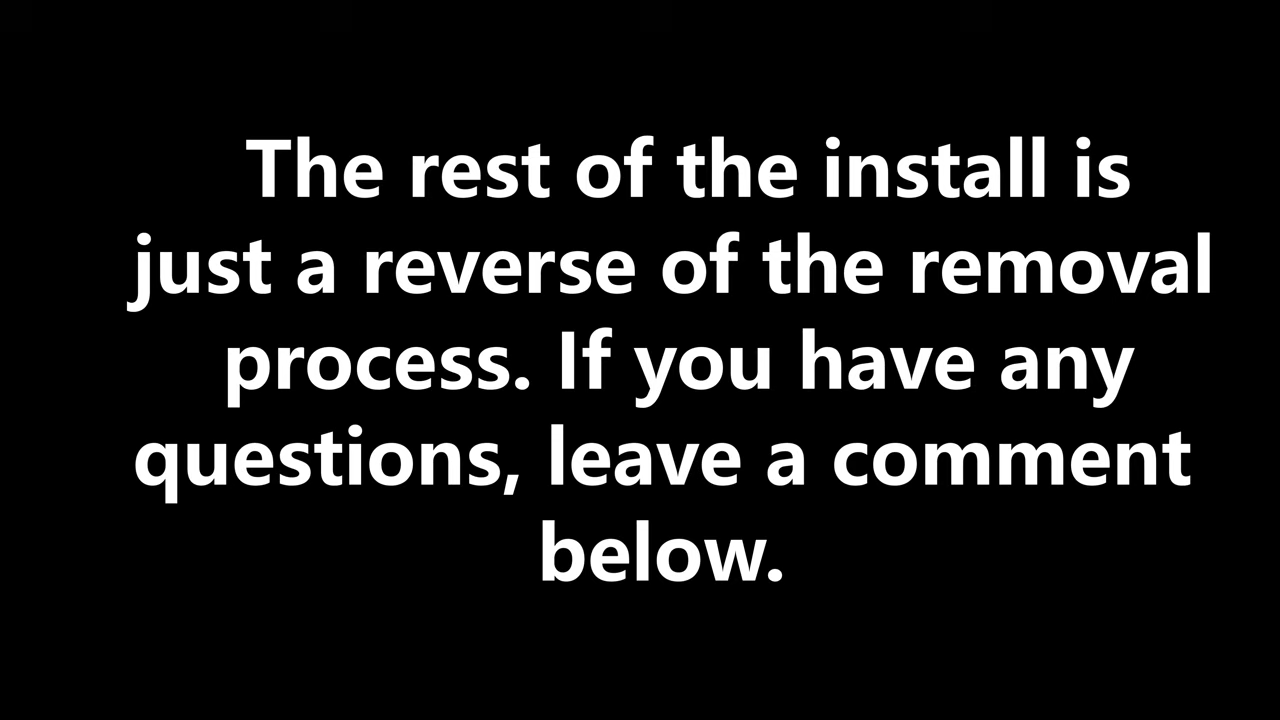 The rest of the install is
just a reverse of the removal
process. If you have any
questions, leave a comment
below.